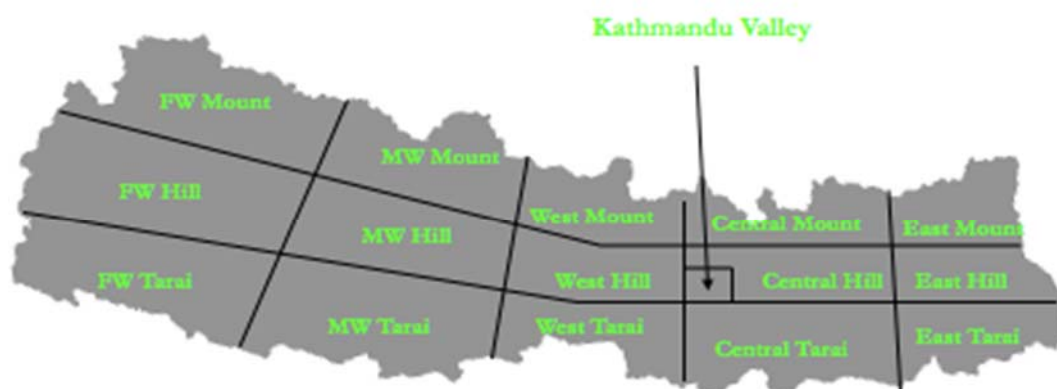 Kathmandu Valley
FW Mount
MW Mount
West Mount
Central Mount
East Mount
FW Hill
MW Hill
West Hill
Central Hill
East Hill
FW Tarai
MW Tarai
West Tarai
Central Tarai
East Tarai